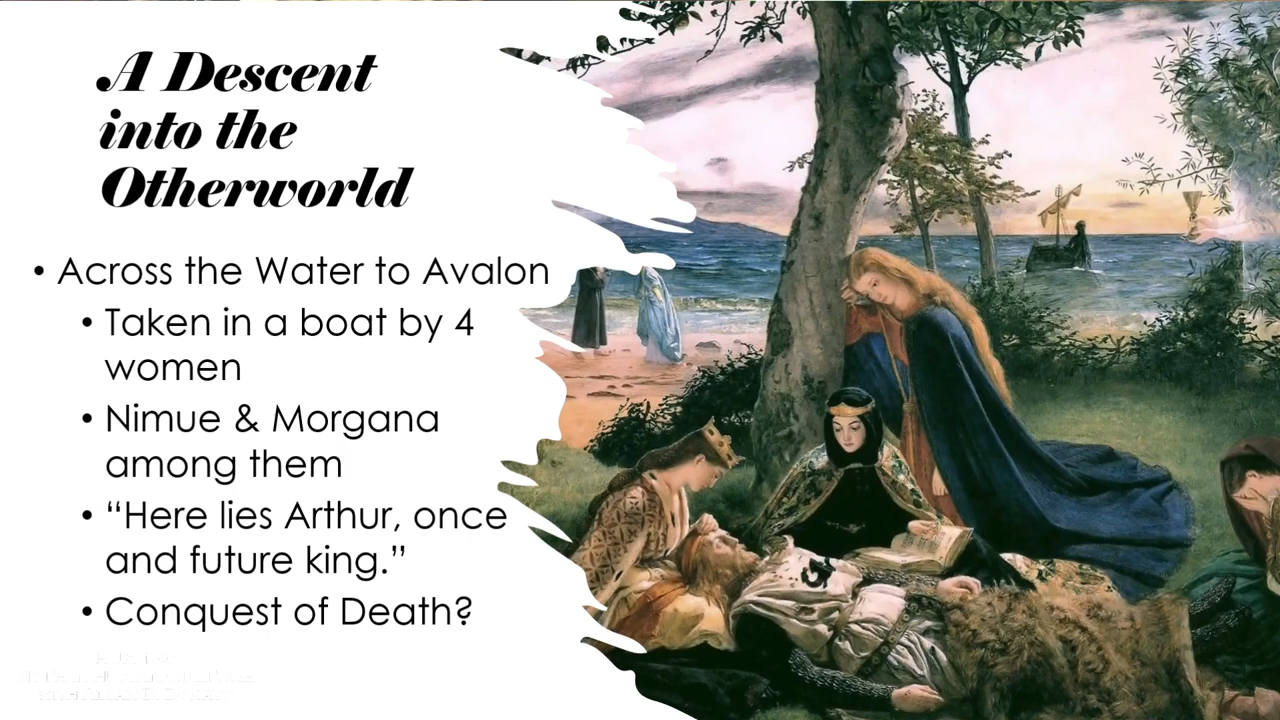 A Descent
into the
Otherworld
• Across the Water to Avalon
• Taken in a boat by 4
women
• Nimue & Morgana
among them
• “Here lies Arthur, once
and future king.”
• Conquest of Death?